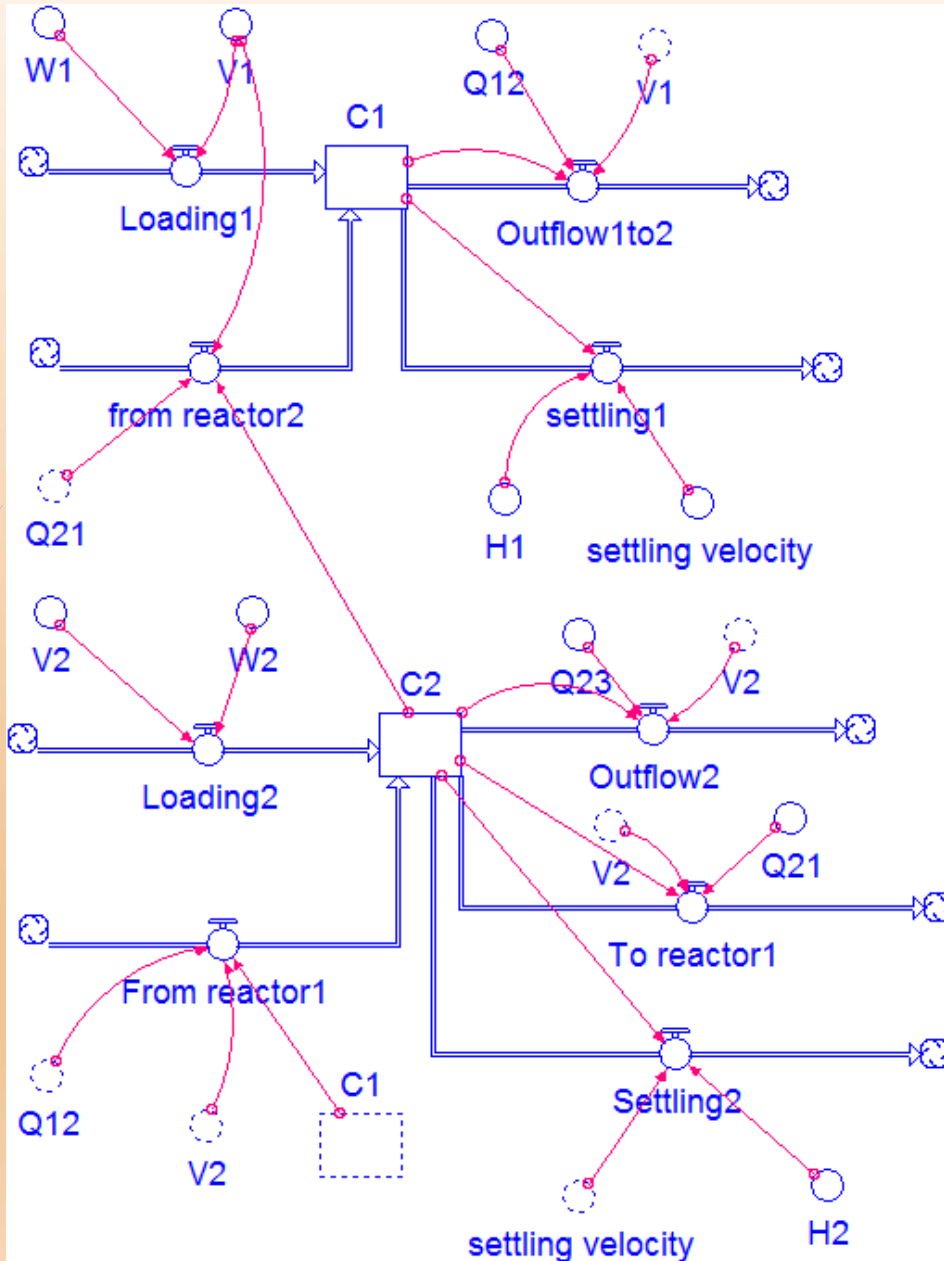 W1
V1
Q12
V1
C1
Loading1
Outflow1to2
from reactor2
settling1
Q21
H1
settling velocity
V2
W2
Q23
V2
C2
Loading2
Outflow2
V2
Q21
From reactor1
To reactor1
C1
Settling2
Q12
V2
settling velocity
H2